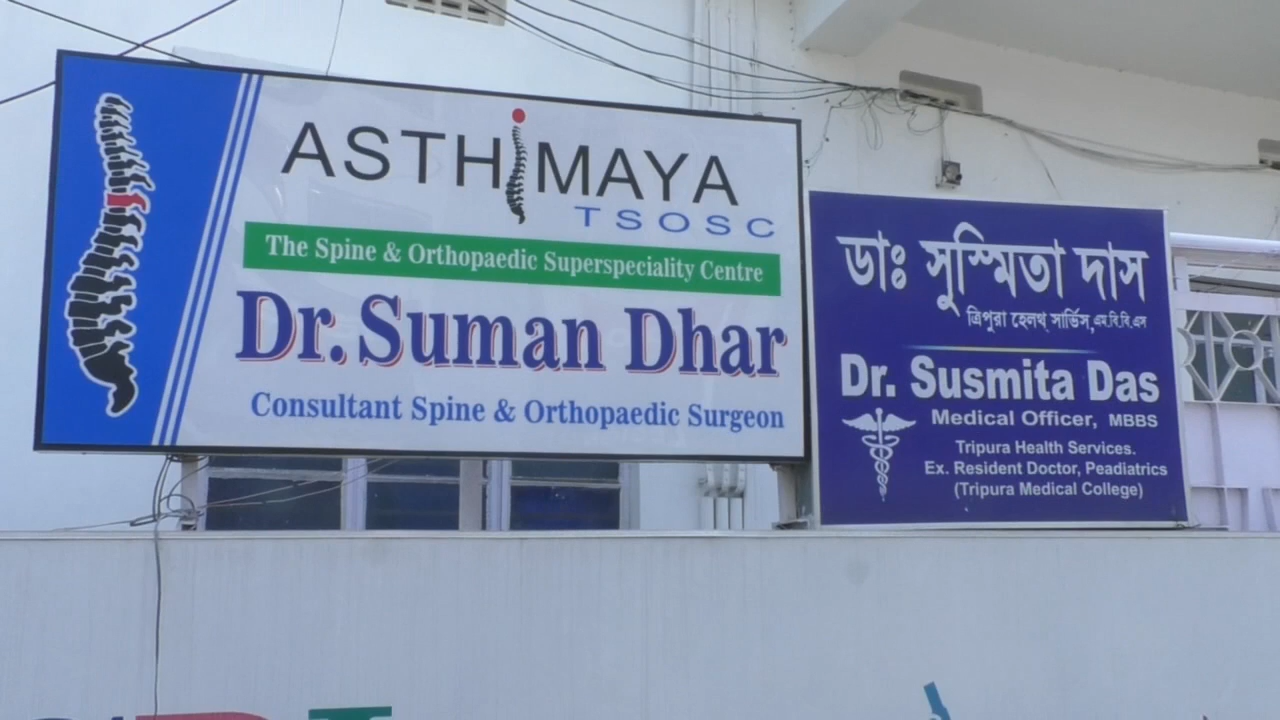 ASTHIMAYA
TSOSC
The Spine & Orthopaedic Superspeciality Centre
Dr. Suman Dhar
Consultant Spine & Orthopaedic Surgeon
ডাঃ সুস্মিতা দাস
ত্রিপুরা হেলথ্ সার্ভিস, এম.বি.বি.এস
Dr. Susmita Das
Medical Officer, MBBS
Tripura Health Services.
Ex. Resident Doctor, Peadiatrics
(Tripura Medical College)